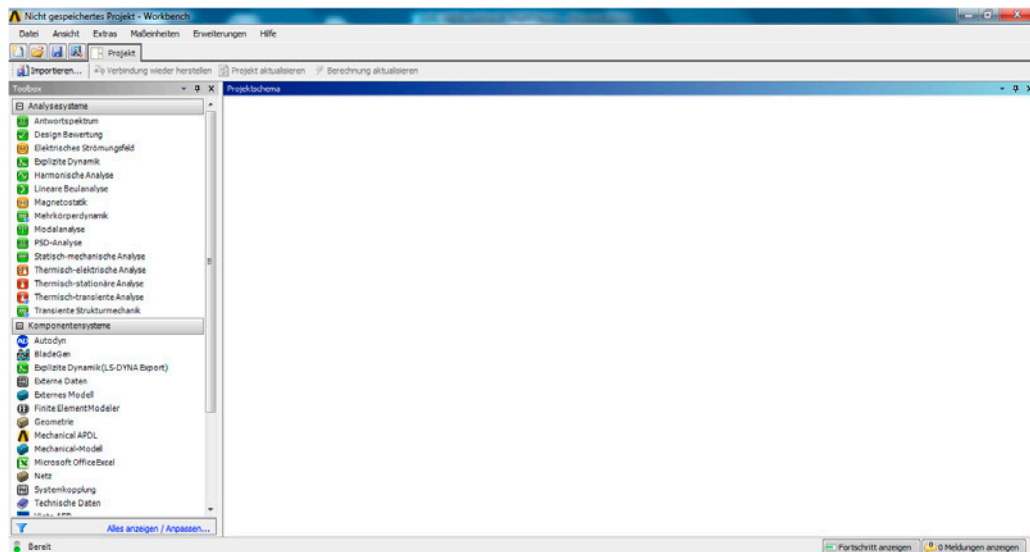 Nicht gespeichertes Projekt - Workbench
Datei Ansicht Extras Maßeinheiten Erweiterungen Hilfe
Projekt
Importieren... Verbindung wieder herstellen Projekt aktualisieren Berechnung aktualisieren
Toolbox
Projektschema
Analysesysteme
Antwortspektrum
Design Bewertung
Elektrisches Strömungsfeld
Explizite Dynamik
Harmonische Analyse
Lineare Beulanalyse
Magnetostatik
Mehrkörperdynamik
Modalanalyse
PSD-Analyse
Statisch-mechanische Analyse
Thermisch-elektrische Analyse
Thermisch-stationäre Analyse
Thermisch-transiente Analyse
Transiente Strukturmechanik
Komponentensysteme
Autodyn
BladeGen
Explizite Dynamik (LS-DYNA Export)
Externe Daten
Externes Modell
Finite Element Modeler
Geometrie
Mechanical APDL
Mechanical-Modell
Microsoft Office Excel
Netz
Systemkopplung
Technische Daten
Alles anzeigen / Anpassen...
Bereit
Fortschritt anzeigen 0 Meldungen anzeigen